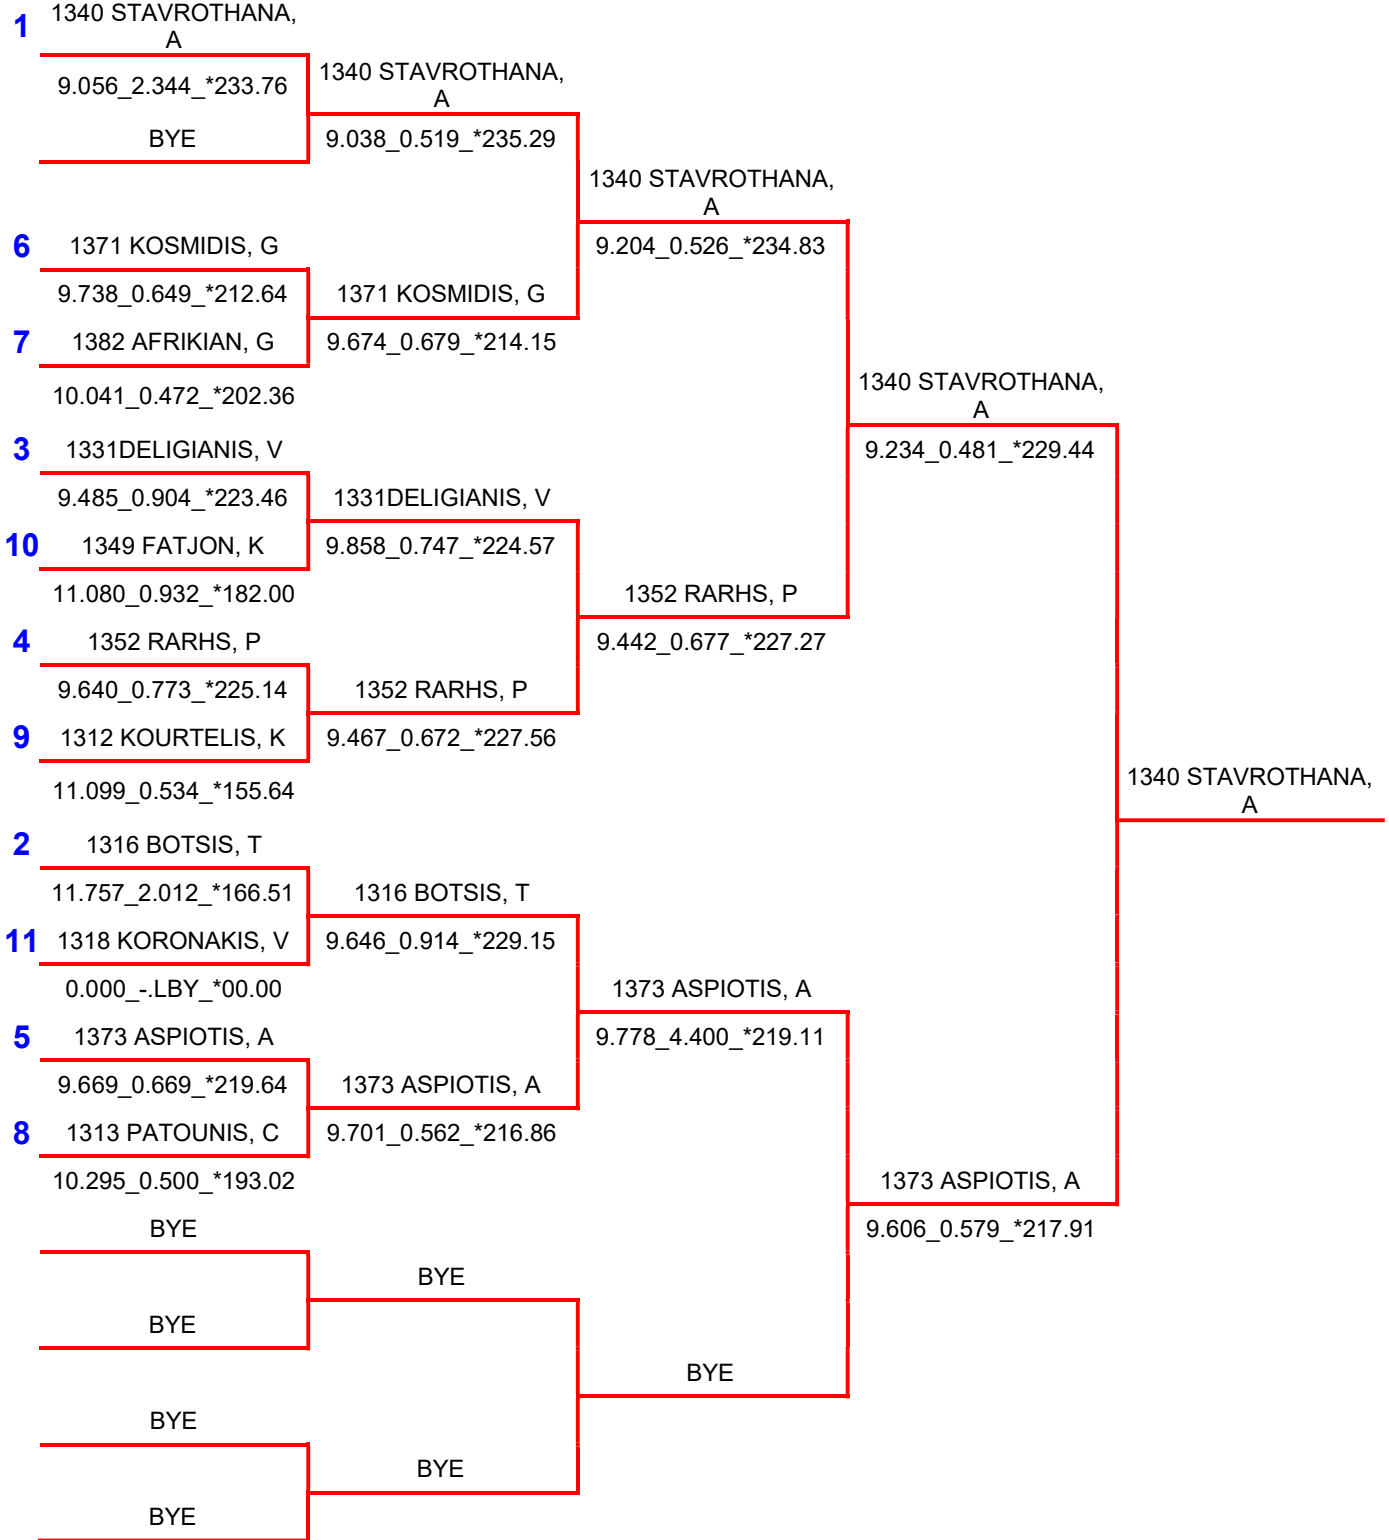 1
1340 STAVROTHANA,
A
9.056_2.344_*233.76
BYE
6
1371 KOSMIDIS, G
9.738_0.649_*212.64
7
1382 AFRIKIAN, G
10.041_0.472_*202.36
3
1331DELIGIANIS, V
9.485_0.904_*223.46
10
1349 FATJON, K
11.080_0.932_*182.00
4
1352 RARHS, P
9.640_0.773_*225.14
9
1312 KOURTELIS, K
11.099_0.534_*155.64
2
1316 BOTSIS, T
11.757_2.012_*166.51
11
1318 KORONAKIS, V
0.000_-.LBY_*00.00
5
1373 ASPIOTIS, A
9.669_0.669_*219.64
8
1313 PATOUNIS, C
10.295_0.500_*193.02
BYE
BYE
BYE
BYE
1340 STAVROTHANA,
A
9.038_0.519_*235.29
1371 KOSMIDIS, G
9.674_0.679_*214.15
1331DELIGIANIS, V
9.858_0.747_*224.57
1352 RARHS, P
9.467_0.672_*227.56
1316 BOTSIS, T
9.646_0.914_*229.15
1373 ASPIOTIS, A
9.701_0.562_*216.86
BYE
BYE
1340 STAVROTHANA,
A
9.204_0.526_*234.83
1352 RARHS, P
9.442_0.677_*227.27
1373 ASPIOTIS, A
9.778_4.400_*219.11
BYE
1340 STAVROTHANA,
A
9.234_0.481_*229.44
1373 ASPIOTIS, A
9.606_0.579_*217.91
1340 STAVROTHANA,
A